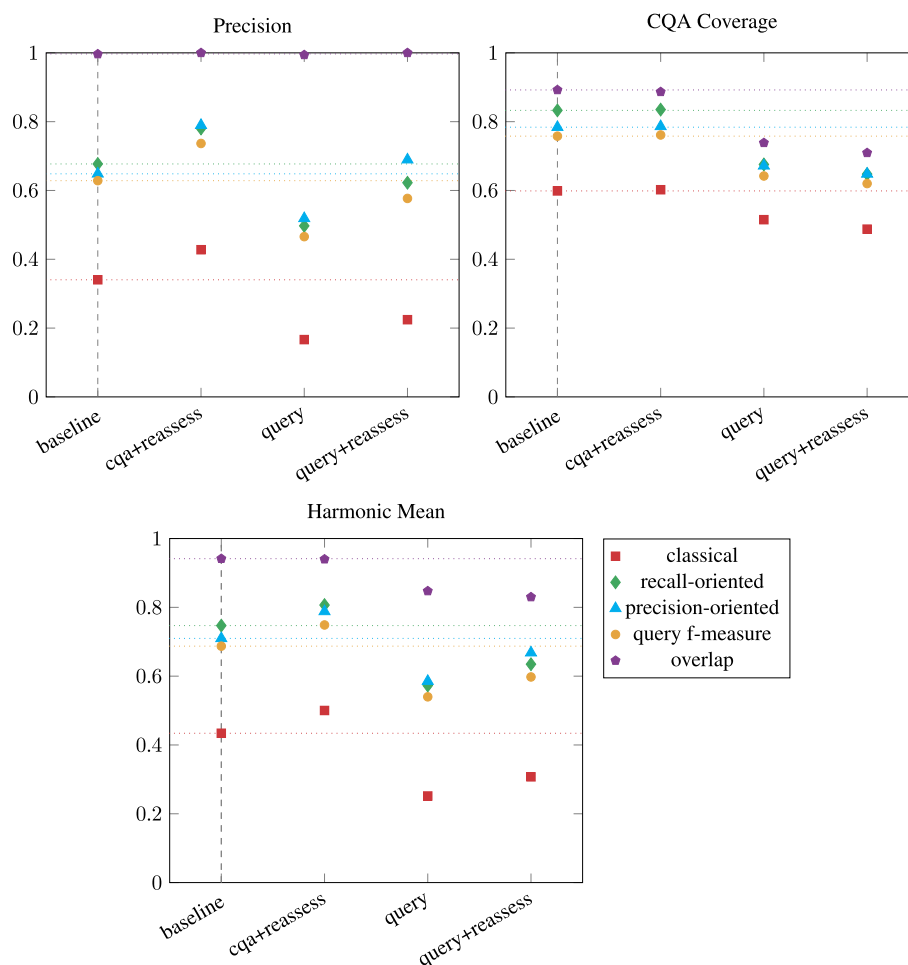 Precision
1
0.8
0.6
0.4
0.2
0
baseline
cqa+reassess
query
query+reassess
CQA Coverage
1
0.8
0.6
0.4
0.2
0
baseline
cqa+reassess
query
query+reassess
Harmonic Mean
1
0.8
0.6
0.4
0.2
0
baseline
cqa+reassess
query
query+reassess
classical
recall-oriented
precision-oriented
query f-measure
overlap